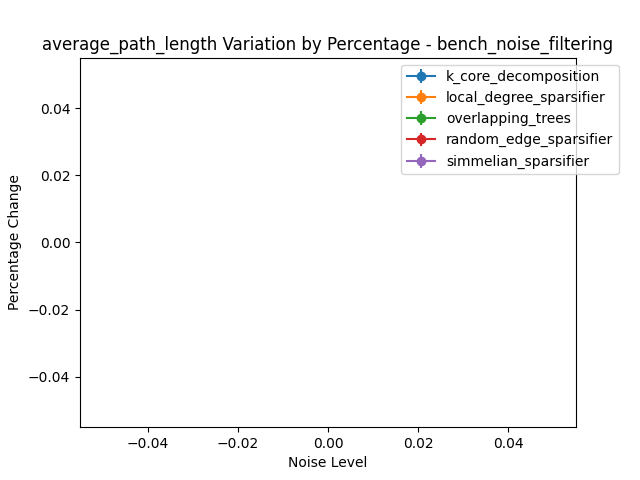 average_path_length Variation by Percentage - bench_noise_filtering
k_core_decomposition
local_degree_sparsifier
overlapping_trees
random_edge_sparsifier
simmelian_sparsifier
Percentage Change
0.04
0.02
0.00
−0.02
−0.04
−0.04
−0.02
0.00
0.02
0.04
Noise Level